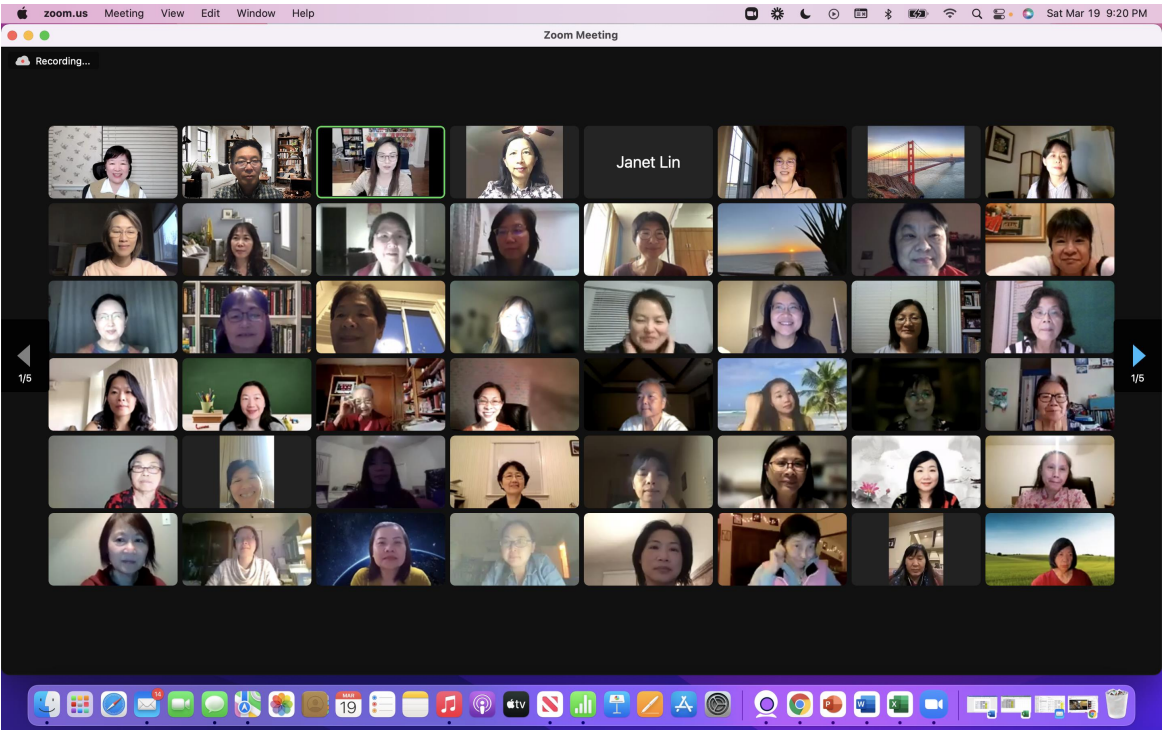 zoom.us Meeting View Edit Window Help Sat Mar 19 9:20 PM
Zoom Meeting
Recording...
Janet Lin
1/5 1/5
14
MAR
19
tv
P
W
X